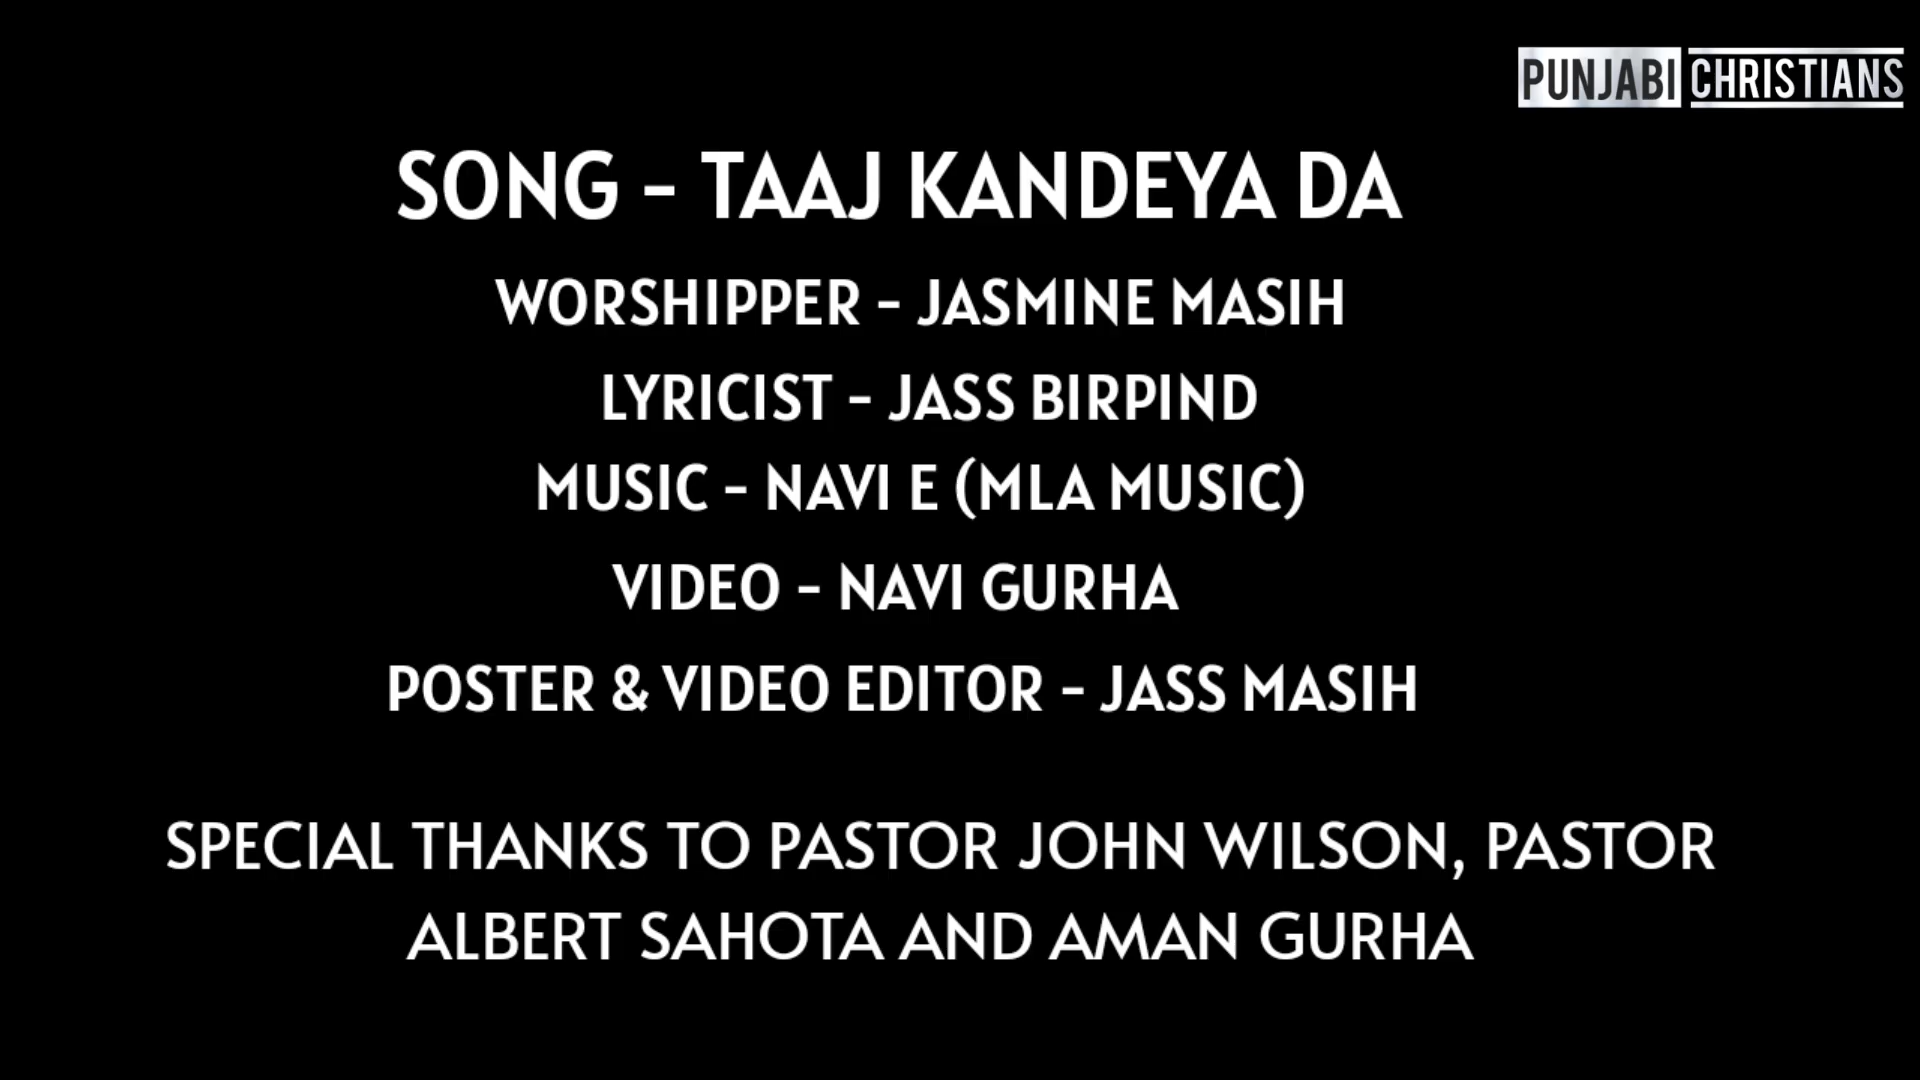 PUNJABI CHRISTIANS
SONG - TAAJ KANDEYA DA
WORSHIPPER - JASMINE MASIH
LYRICIST - JASS BIRPIND
MUSIC - NAVI E (MLA MUSIC)
VIDEO - NAVI GURHA
POSTER & VIDEO EDITOR - JASS MASIH
SPECIAL THANKS TO PASTOR JOHN WILSON, PASTOR
ALBERT SAHOTA AND AMAN GURHA